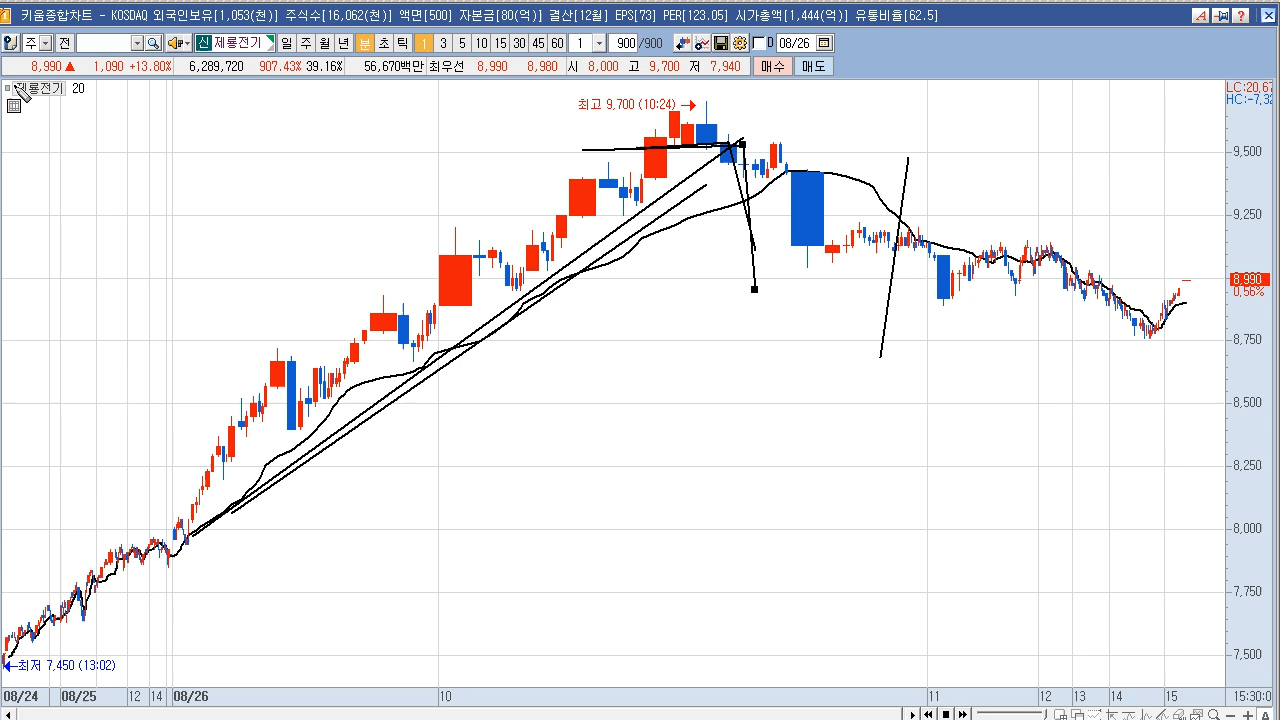 키움종합차트 - KOSDAQ 외국인보유[1,053(천)] 주식수[16,062(천)] 액면[500] 자본금[80(억)] 결산[12월] EPS[73] PER[123.05] 시가총액[1,444(억)] 유통비율[62.5]
주 전 신 제룡전기 일 주 월 년 분 초 틱 1 3 5 10 15 30 45 60 1 900 /900 D 08/26
8,990 ▲ 1,090 +13.80% 6,289,720 907.43% 39.16% 56,670백만 최우선 8,990 8,980 시 8,000 고 9,700 저 7,940 매수 매도
제룡전기 20
LC:20,67
HC:-7,32
최고 9,700 (10:24)
9,500
9,250
8,990
0,56%
8,750
8,500
8,250
8,000
7,750
7,500
최저 7,450 (13:02)
08/24 08/25 12 14 08/26 10 11 12 13 14 15 15:30:0